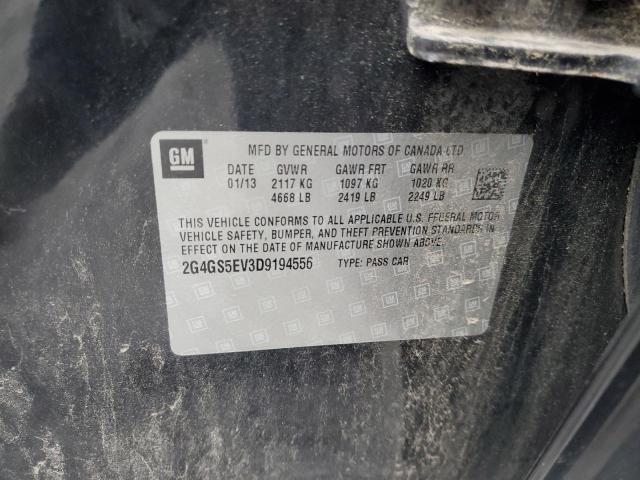 GM
MFD BY GENERAL MOTORS OF CANADA LTD
DATE GVWR GAWR FRT GAWR RR
01/13 2117 KG 1097 KG 1020 KG
4668 LB 2419 LB 2249 LB
THIS VEHICLE CONFORMS TO ALL APPLICABLE U.S. FEDERAL MOTOR
VEHICLE SAFETY, BUMPER, AND THEFT PREVENTION STANDARDS IN
EFFECT ON THE DATE OF MANUFACTURE SHOWN ABOVE.
2G4GS5EV3D9194556 TYPE: PASS CAR